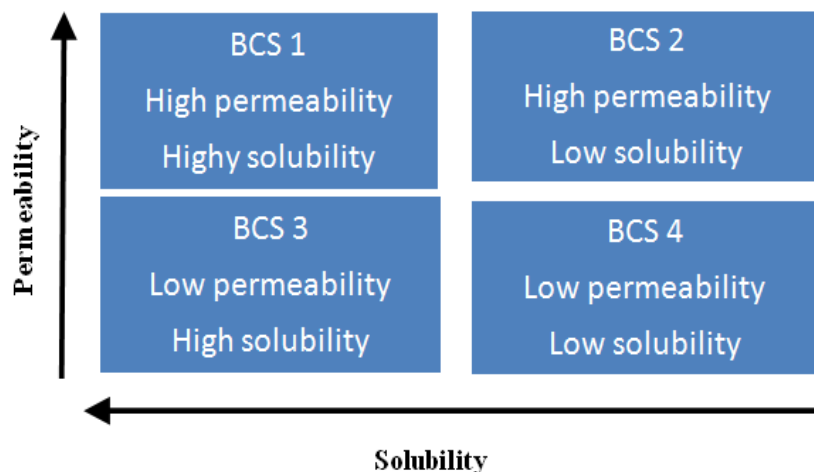 BCS 1
High permeability
Highy solubility
BCS 2
High permeability
Low solubility
BCS 3
Low permeability
High solubility
BCS 4
Low permeability
Low solubility
Permeability
Solubility